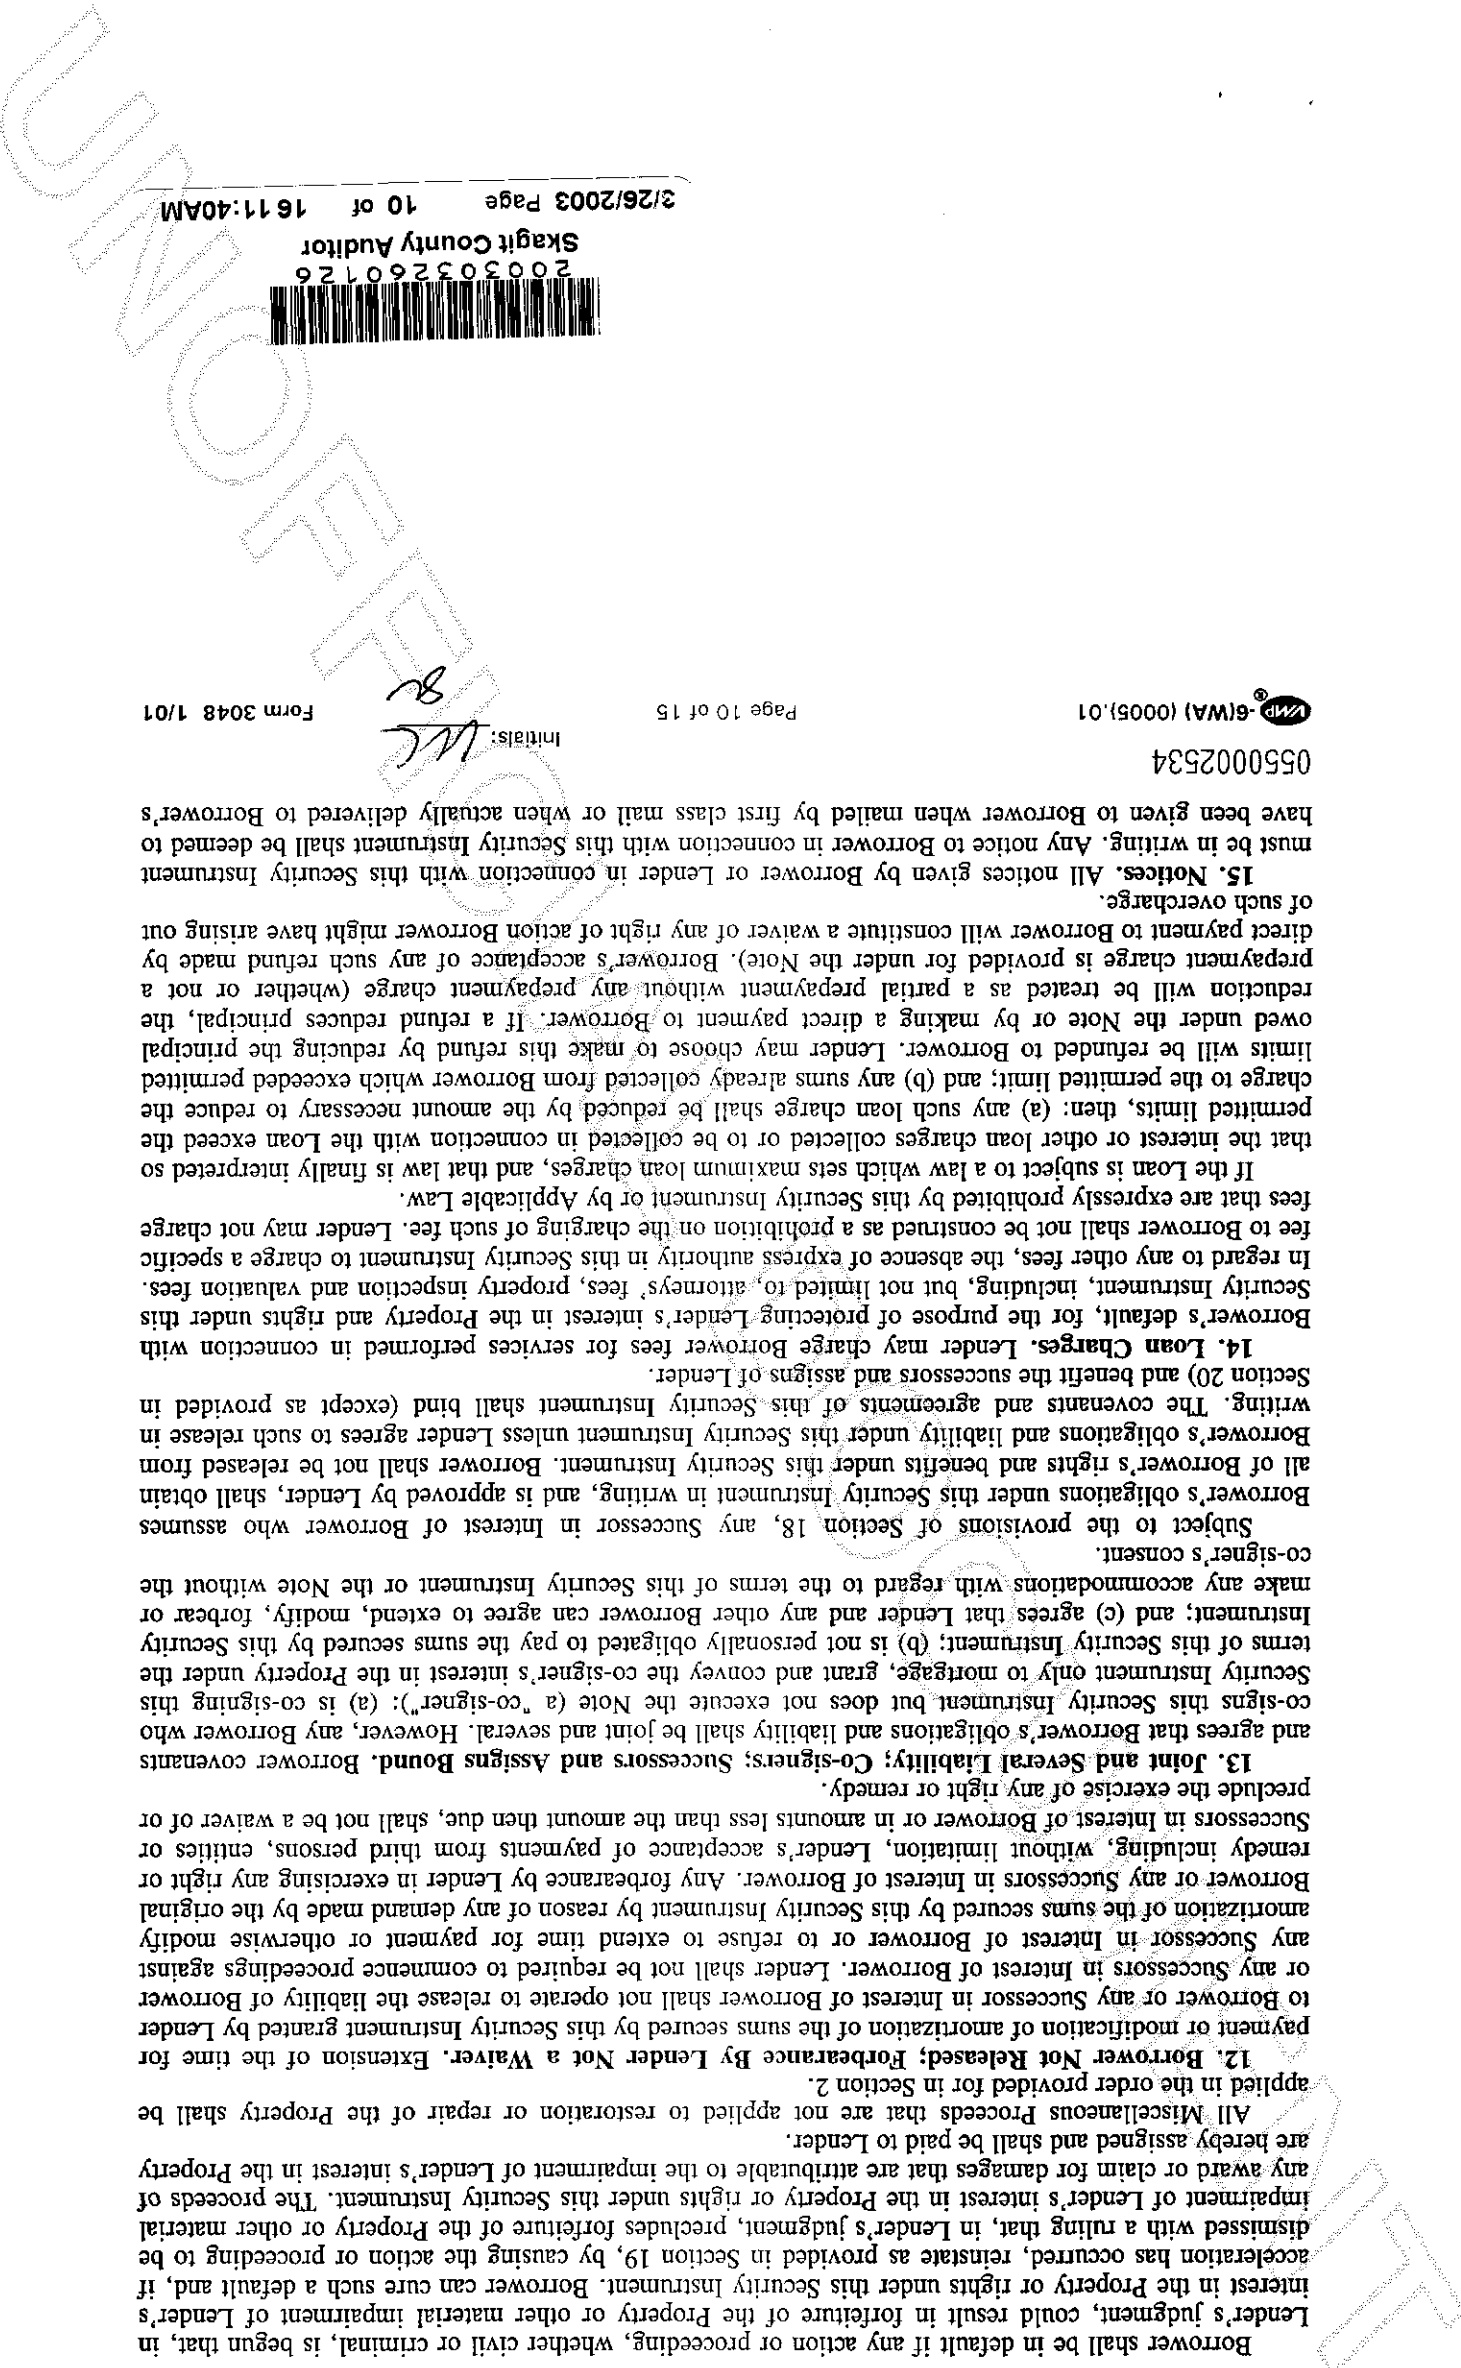 Borrower shall be in default if any action or proceeding, whether civil or criminal, is begun that, in
Lender's judgment, could result in forfeiture of the Property or other material impairment of Lender's
interest in the Property or rights under this Security Instrument. Borrower can cure such a default and, if
acceleration has occurred, reinstate as provided in Section 19, by causing the action or proceeding to be
dismissed with a ruling that, in Lender's judgment, precludes forfeiture of the Property or other material
impairment of Lender's interest in the Property or rights under this Security Instrument. The proceeds of
any award or claim for damages that are attributable to the impairment of Lender's interest in the Property
are hereby assigned and shall be paid to Lender.
All Miscellaneous Proceeds that are not applied to restoration or repair of the Property shall be
applied in the order provided for in Section 2.
12. Borrower Not Released; Forbearance By Lender Not a Waiver. Extension of the time for
payment or modification of amortization of the sums secured by this Security Instrument granted by Lender
to Borrower or any Successor in Interest of Borrower shall not operate to release the liability of Borrower
or any Successors in Interest of Borrower. Lender shall not be required to commence proceedings against
any Successor in Interest of Borrower or to refuse to extend time for payment or otherwise modify
amortization of the sums secured by this Security Instrument by reason of any demand made by the original
Borrower or any Successors in Interest of Borrower. Any forbearance by Lender in exercising any right or
remedy including, without limitation, Lender's acceptance of payments from third persons, entities or
Successors in Interest of Borrower or in amounts less than the amount then due, shall not be a waiver of or
preclude the exercise of any right or remedy.
13. Joint and Several Liability; Co-signers; Successors and Assigns Bound. Borrower covenants
and agrees that Borrower's obligations and liability shall be joint and several. However, any Borrower who
co-signs this Security Instrument but does not execute the Note (a "co-signer"): (a) is co-signing this
Security Instrument only to mortgage, grant and convey the co-signer's interest in the Property under the
terms of this Security Instrument; (b) is not personally obligated to pay the sums secured by this Security
Instrument; and (c) agrees that Lender and any other Borrower can agree to extend, modify, forbear or
make any accommodations with regard to the terms of this Security Instrument or the Note without the
co-signer's consent.
Subject to the provisions of Section 18, any Successor in Interest of Borrower who assumes
Borrower's obligations under this Security Instrument in writing, and is approved by Lender, shall obtain
all of Borrower's rights and benefits under this Security Instrument. Borrower shall not be released from
Borrower's obligations and liability under this Security Instrument unless Lender agrees to such release in
writing. The covenants and agreements of this Security Instrument shall bind (except as provided in
Section 20) and benefit the successors and assigns of Lender.
14. Loan Charges. Lender may charge Borrower fees for services performed in connection with
Borrower's default, for the purpose of protecting Lender's interest in the Property and rights under this
Security Instrument, including, but not limited to, attorneys' fees, property inspection and valuation fees.
In regard to any other fees, the absence of express authority in this Security Instrument to charge a specific
fee to Borrower shall not be construed as a prohibition on the charging of such fee. Lender may not charge
fees that are expressly prohibited by this Security Instrument or by Applicable Law.
If the Loan is subject to a law which sets maximum loan charges, and that law is finally interpreted so
that the interest or other loan charges collected or to be collected in connection with the Loan exceed the
permitted limits, then: (a) any such loan charge shall be reduced by the amount necessary to reduce the
charge to the permitted limit; and (b) any sums already collected from Borrower which exceeded permitted
limits will be refunded to Borrower. Lender may choose to make this refund by reducing the principal
owed under the Note or by making a direct payment to Borrower. If a refund reduces principal, the
reduction will be treated as a partial prepayment without any prepayment charge (whether or not a
prepayment charge is provided for under the Note). Borrower's acceptance of any such refund made by
direct payment to Borrower will constitute a waiver of any right of action Borrower might have arising out
of such overcharge.
15. Notices. All notices given by Borrower or Lender in connection with this Security Instrument
must be in writing. Any notice to Borrower in connection with this Security Instrument shall be deemed to
have been given to Borrower when mailed by first class mail or when actually delivered to Borrower's
0550002534
VMP®-6(WA) (0005).01 Page 10 of 15 Initials: Form 3048 1/01
200303260126
Skagit County Auditor
3/26/2003 Page 10 of 16 11:40AM
UNOFFICIAL DOCUMENT